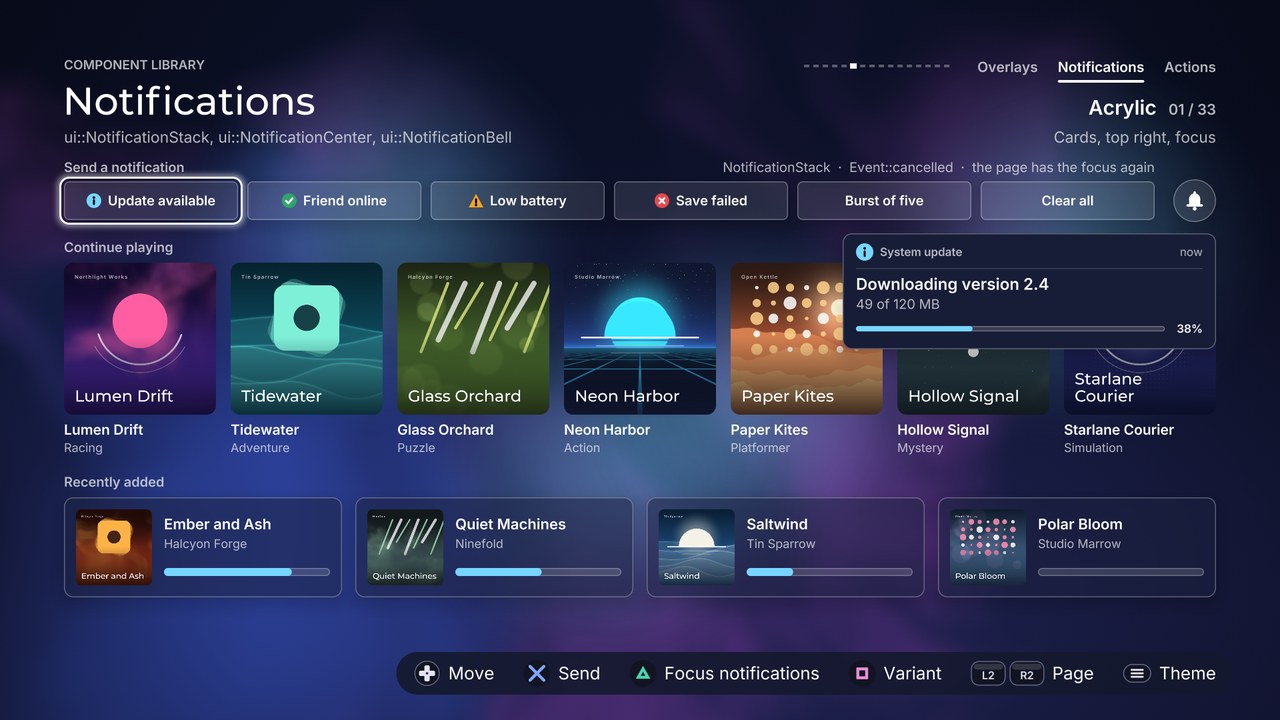 COMPONENT LIBRARY
Overlays Notifications Actions
Notifications
Acrylic 01 / 33
ui::NotificationStack, ui::NotificationCenter, ui::NotificationBell
Cards, top right, focus
Send a notification
NotificationStack · Event::cancelled · the page has the focus again
Update available Friend online Low battery Save failed Burst of five Clear all
Continue playing
System update now
Downloading version 2.4
49 of 120 MB
38%
Northlight Works
Tin Sparrow
Halcyon Forge
Studio Marrow
Open Kettle
Lumen Drift
Tidewater
Glass Orchard
Neon Harbor
Paper Kites
Hollow Signal
Starlane
Courier
Lumen Drift
Racing
Tidewater
Adventure
Glass Orchard
Puzzle
Neon Harbor
Action
Paper Kites
Platformer
Hollow Signal
Mystery
Starlane Courier
Simulation
Recently added
Ember and Ash
Ember and Ash
Halcyon Forge
Quiet Machines
Quiet Machines
Ninefold
Saltwind
Saltwind
Tin Sparrow
Polar Bloom
Polar Bloom
Studio Marrow
Move Send Focus notifications Variant L2 R2 Page Theme